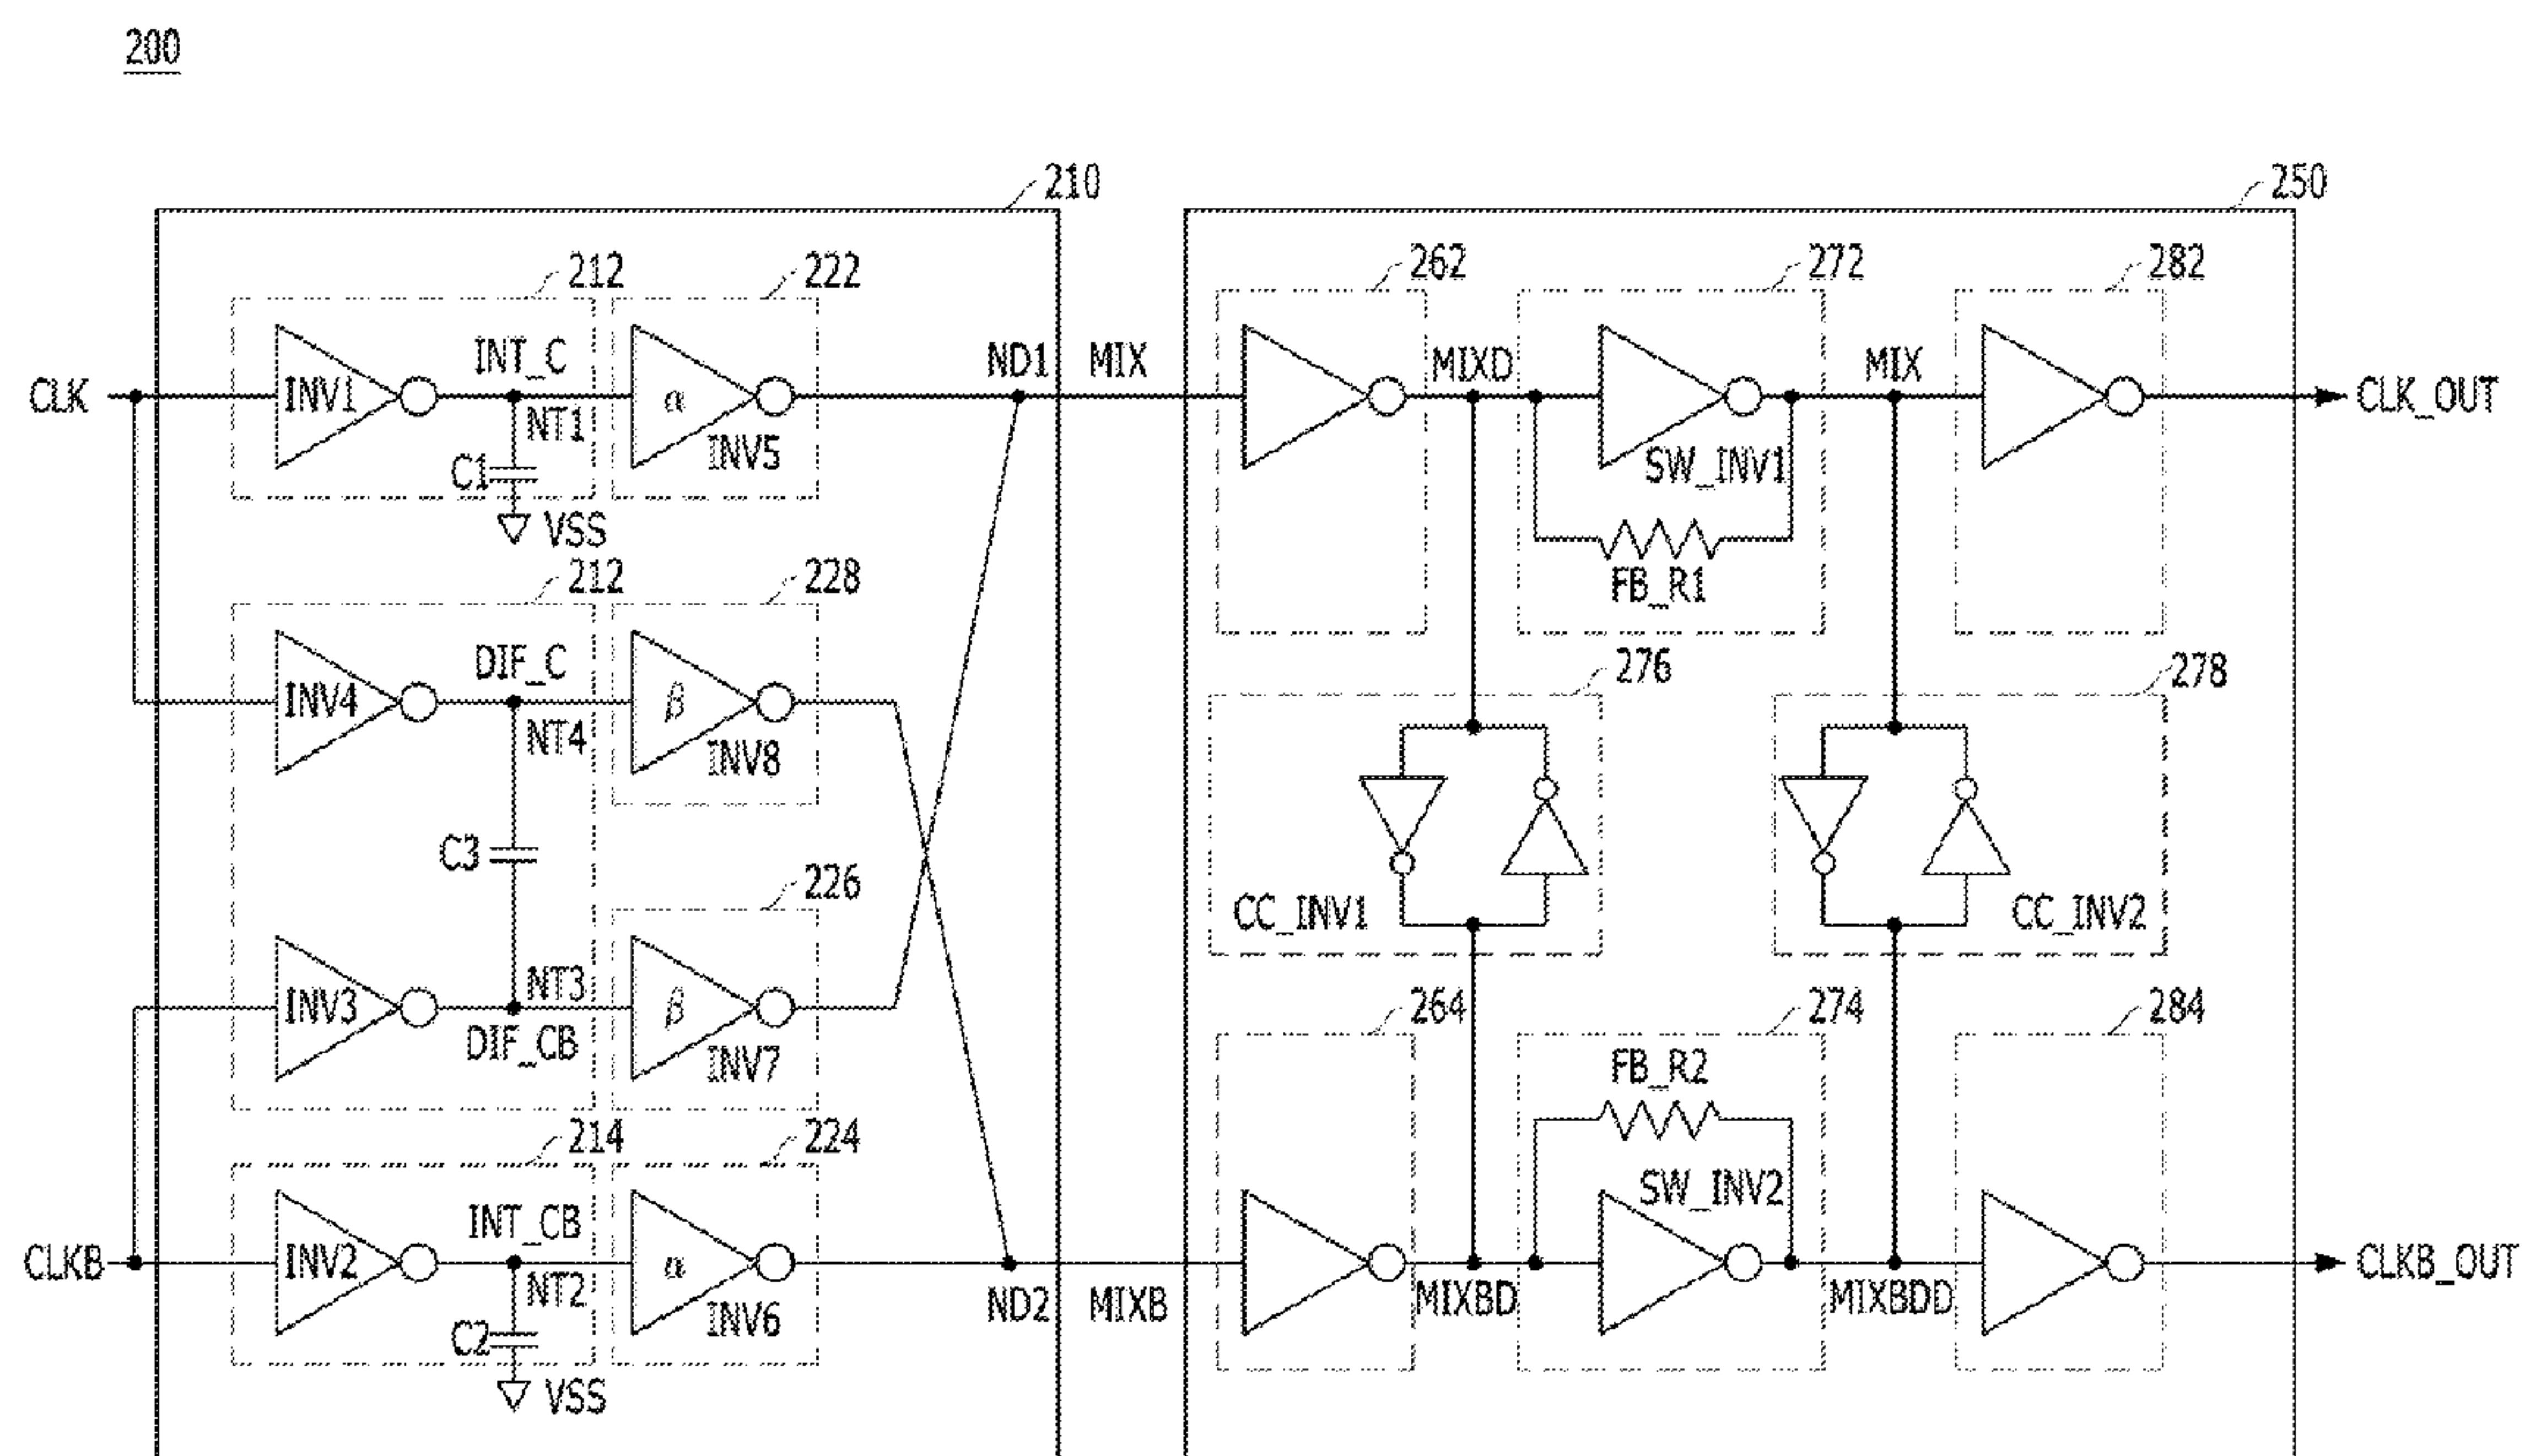 200
210
250
212
222
262
272
282
INT_C
ND1
MIX
MIXD
MIX
CLK
INV1
α
CLK_OUT
NT1
INV5
C1
SW_INV1
VSS
FB_R1
212
228
276
278
DIF_C
INV4
β
NT4
INV8
C3
226
CC_INV1
CC_INV2
NT3
264
274
284
INV3
β
DIF_CB
INV7
FB_R2
214
224
SW_INV2
INT_CB
CLKB
INV2
α
CLKB_OUT
NT2
INV6
ND2
MIXB
MIXBD
MIXBDD
C2
VSS